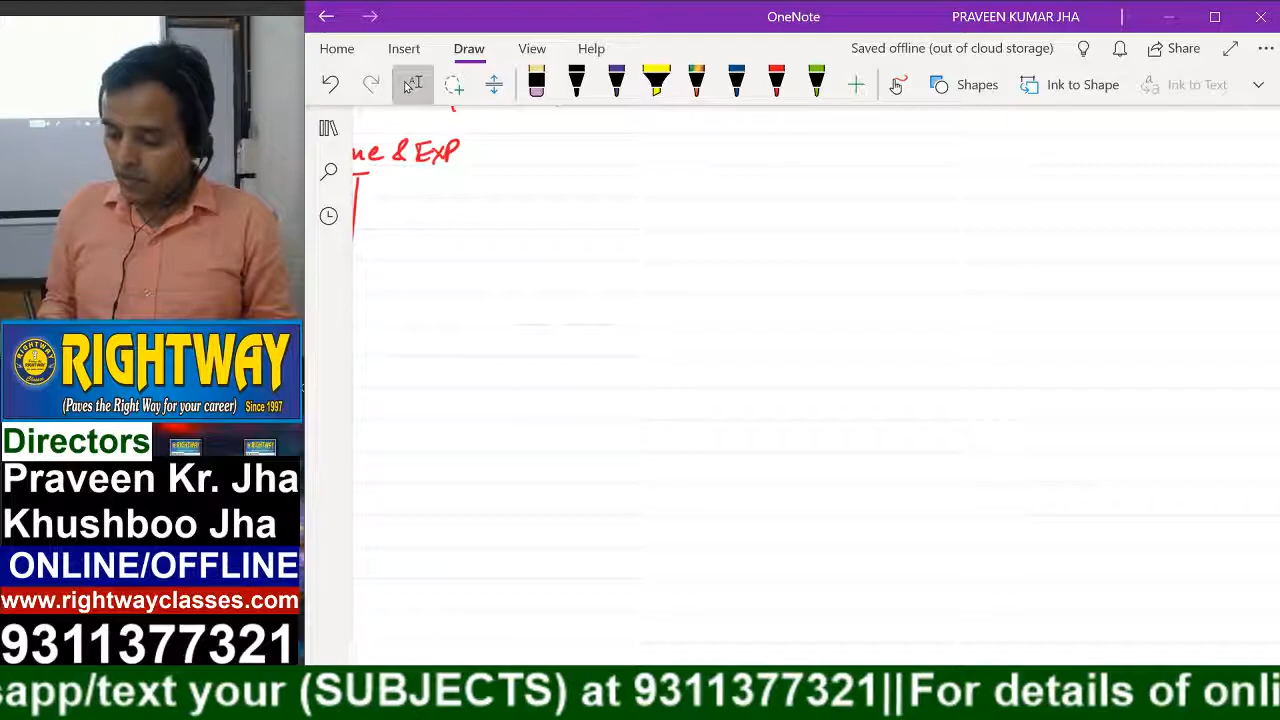 OneNote
PRAVEEN KUMAR JHA
Home Insert Draw View Help
Saved offline (out of cloud storage)
Share
Shapes
Ink to Shape
Ink to Text
& Exp
RIGHTWAY
(Paves the Right Way for your career) Since 1997
Directors
Praveen Kr. Jha
Khushboo Jha
ONLINE/OFFLINE
www.rightwayclasses.com
9311377321
sapp/text your (SUBJECTS) at 9311377321||For details of onli